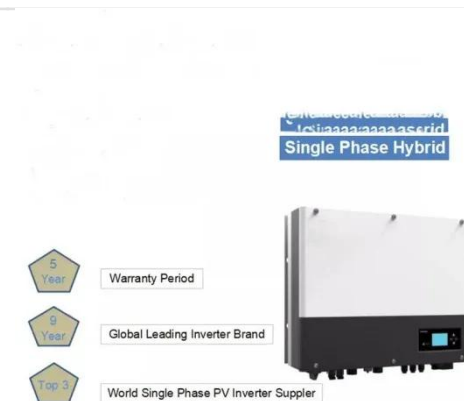 Single Phase Hybrid
5
Year
Warranty Period
9
Year
Global Leading Inverter Brand
Top 3
World Single Phase PV Inverter Suppler